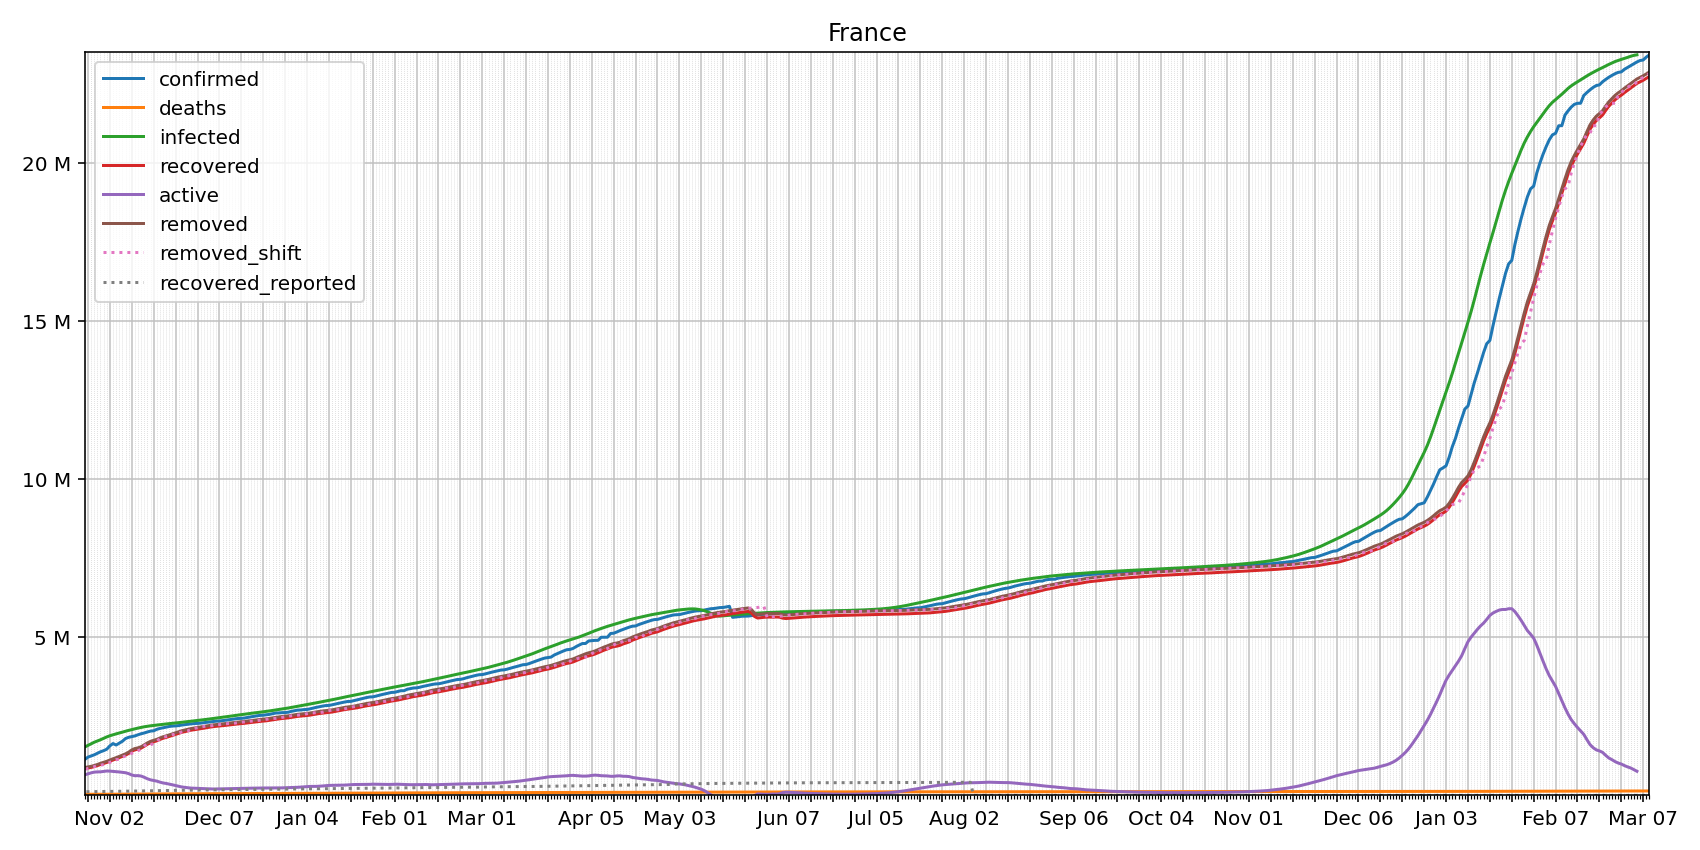 France
confirmed
deaths
infected
recovered
active
removed
removed_shift
recovered_reported
20 M
15 M
10 M
5 M
Nov 02 Dec 07 Jan 04 Feb 01 Mar 01 Apr 05 May 03 Jun 07 Jul 05 Aug 02 Sep 06 Oct 04 Nov 01 Dec 06 Jan 03 Feb 07 Mar 07